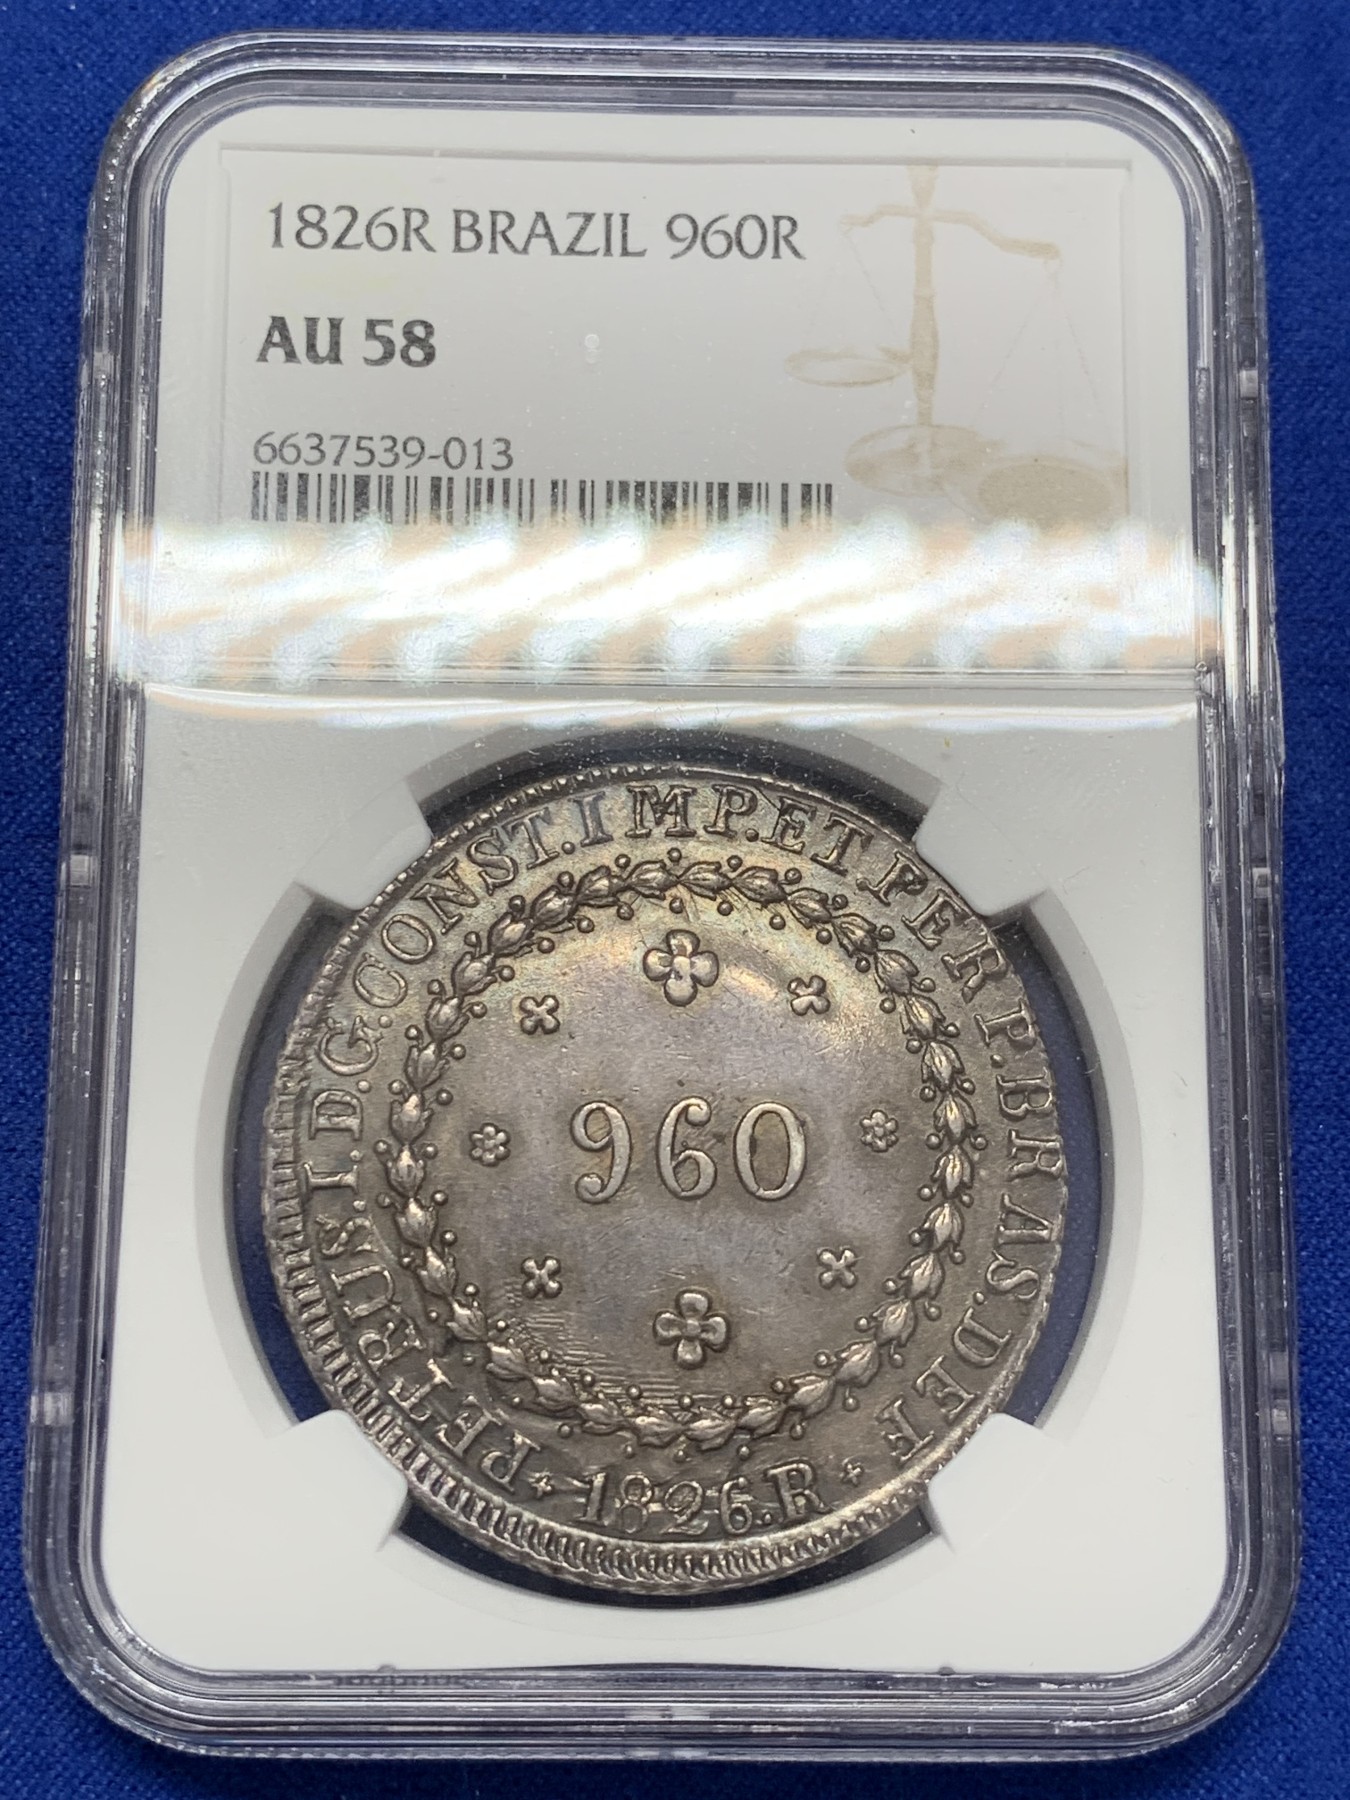 1826R BRAZIL 960R
AU 58
6637539-013
PETRUS.I.D.G.CONST.IMP.ET.PERP.BRAS.DEF
960
1826.R